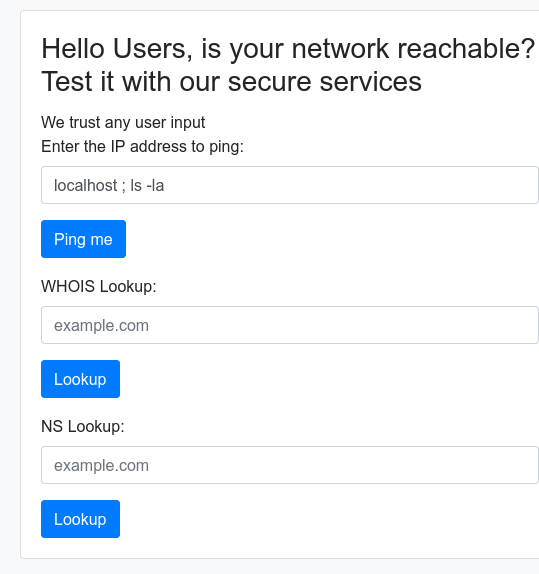 Hello Users, is your network reachable?
Test it with our secure services
We trust any user input
Enter the IP address to ping:
localhost ; ls -la
Ping me
WHOIS Lookup:
example.com
Lookup
NS Lookup:
example.com
Lookup